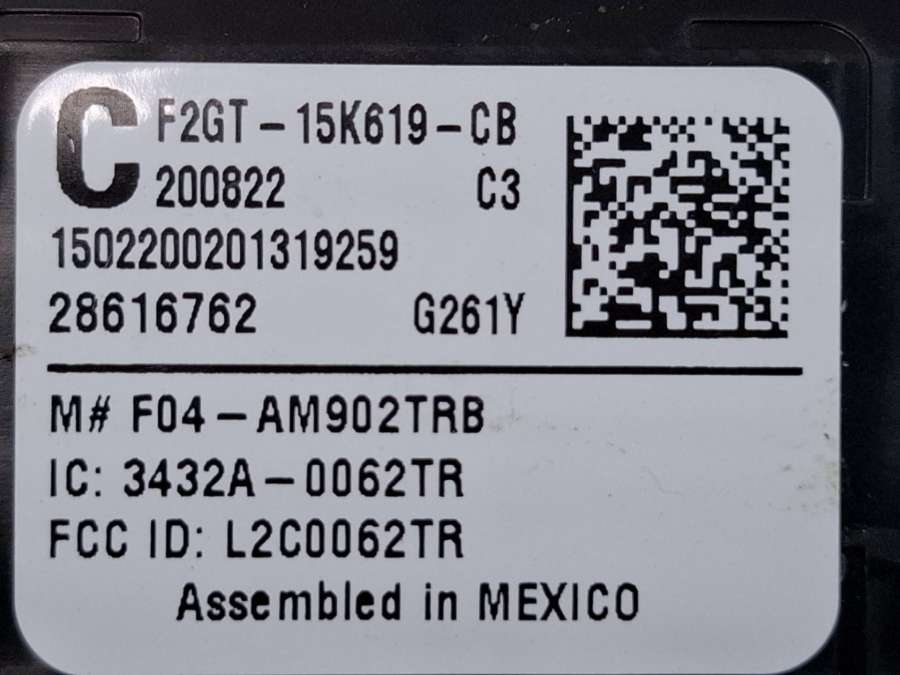 C F2GT-15K619-CB
200822 C3
1502200201319259
28616762 G261Y
M# F04-AM902TRB
IC: 3432A-0062TR
FCC ID: L2C0062TR
Assembled in MEXICO